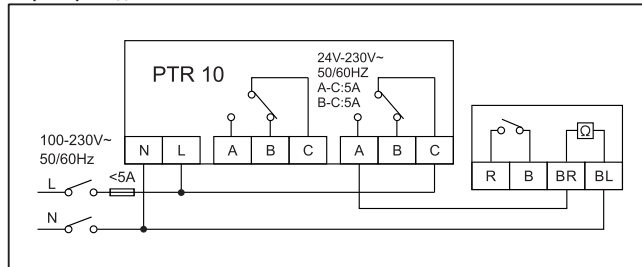 24V-230V~
50/60HZ
A-C:5A
B-C:5A
PTR 10
100-230V~
50/60Hz
N L A B C A B C
R B BR BL
L <5A
N
Ω